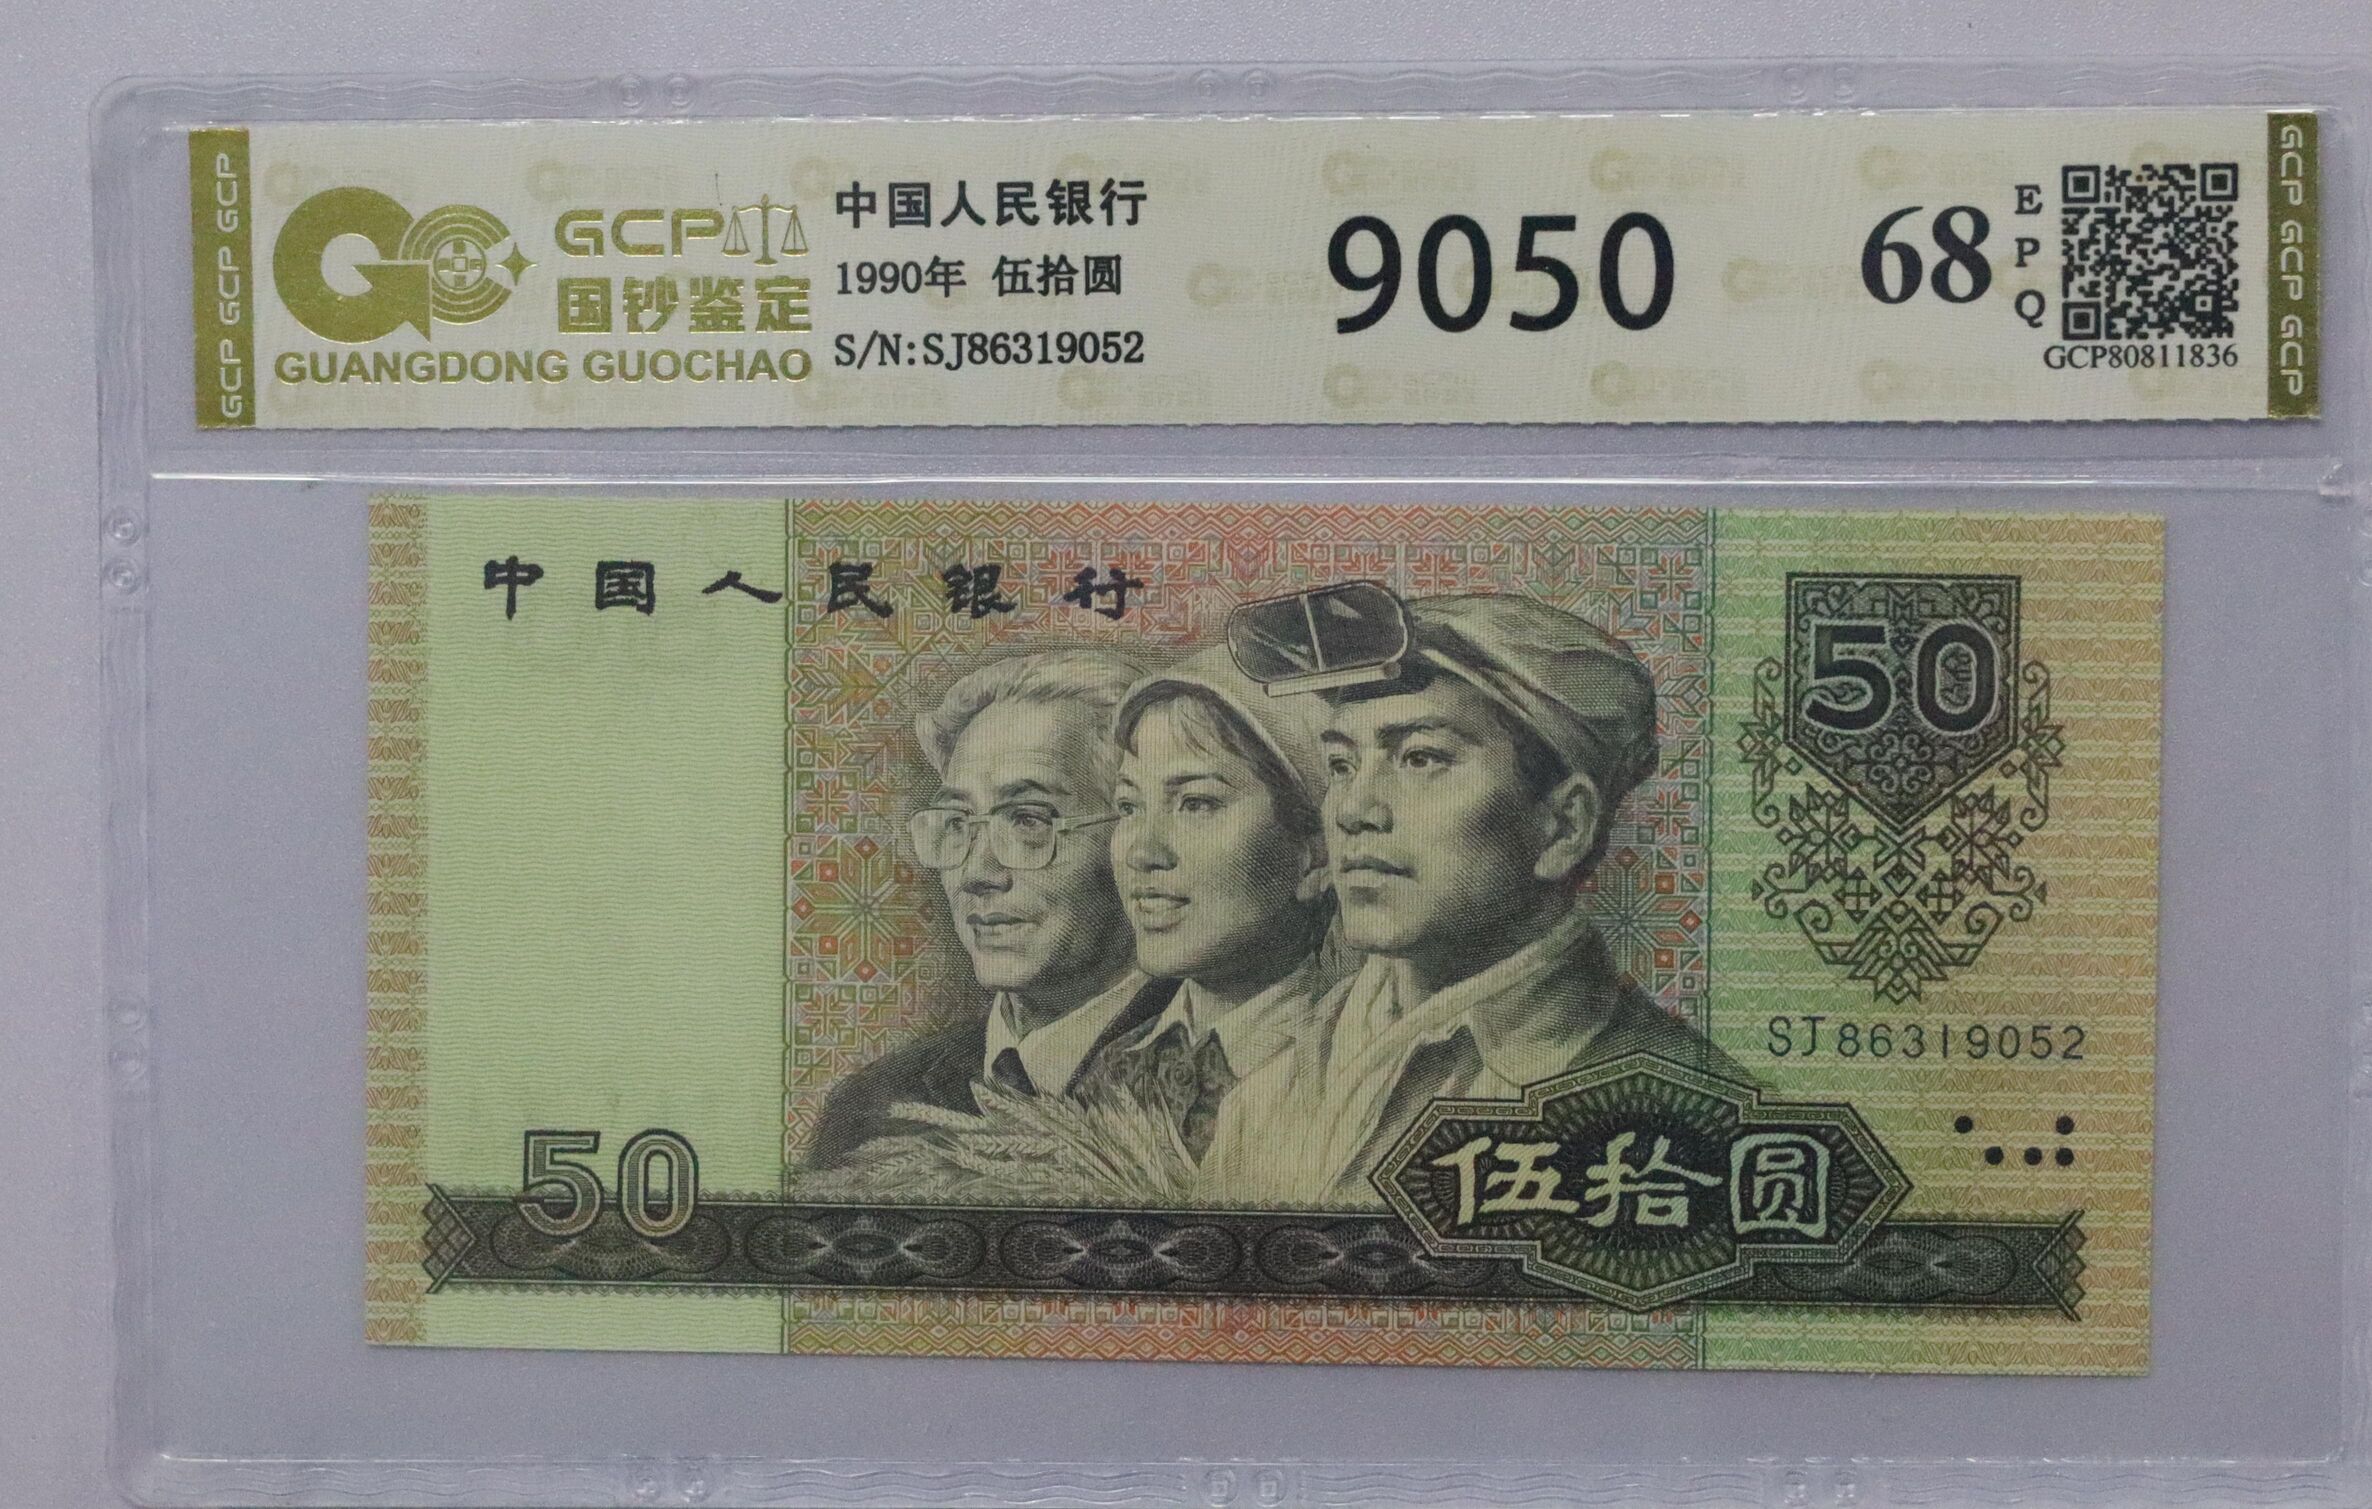 GCP GCP GCP
GCP
国钞鉴定
GUANGDONG GUOCHAO
中国人民银行
1990年 伍拾圆
S/N:SJ86319052
9050
68
EPQ
GCP80811836
GCP GCP GCP
中国人民银行
50
SJ86319052
50
伍拾圆